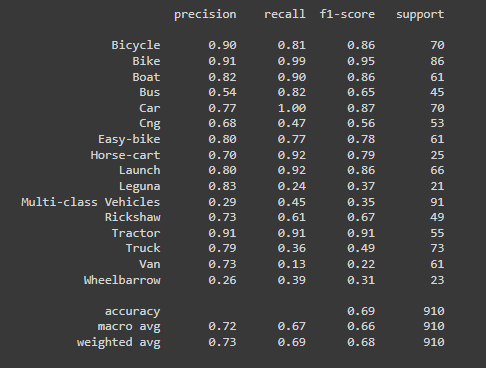 precision recall f1-score support
Bicycle 0.90 0.81 0.86 70
Bike 0.91 0.99 0.95 86
Boat 0.82 0.90 0.86 61
Bus 0.54 0.82 0.65 45
Car 0.77 1.00 0.87 70
Cng 0.68 0.47 0.56 53
Easy-bike 0.80 0.77 0.78 61
Horse-cart 0.70 0.92 0.79 25
Launch 0.80 0.92 0.86 66
Leguna 0.83 0.24 0.37 21
Multi-class Vehicles 0.29 0.45 0.35 91
Rickshaw 0.73 0.61 0.67 49
Tractor 0.91 0.91 0.91 55
Truck 0.79 0.36 0.49 73
Van 0.73 0.13 0.22 61
Wheelbarrow 0.26 0.39 0.31 23
accuracy 0.69 910
macro avg 0.72 0.67 0.66 910
weighted avg 0.73 0.69 0.68 910